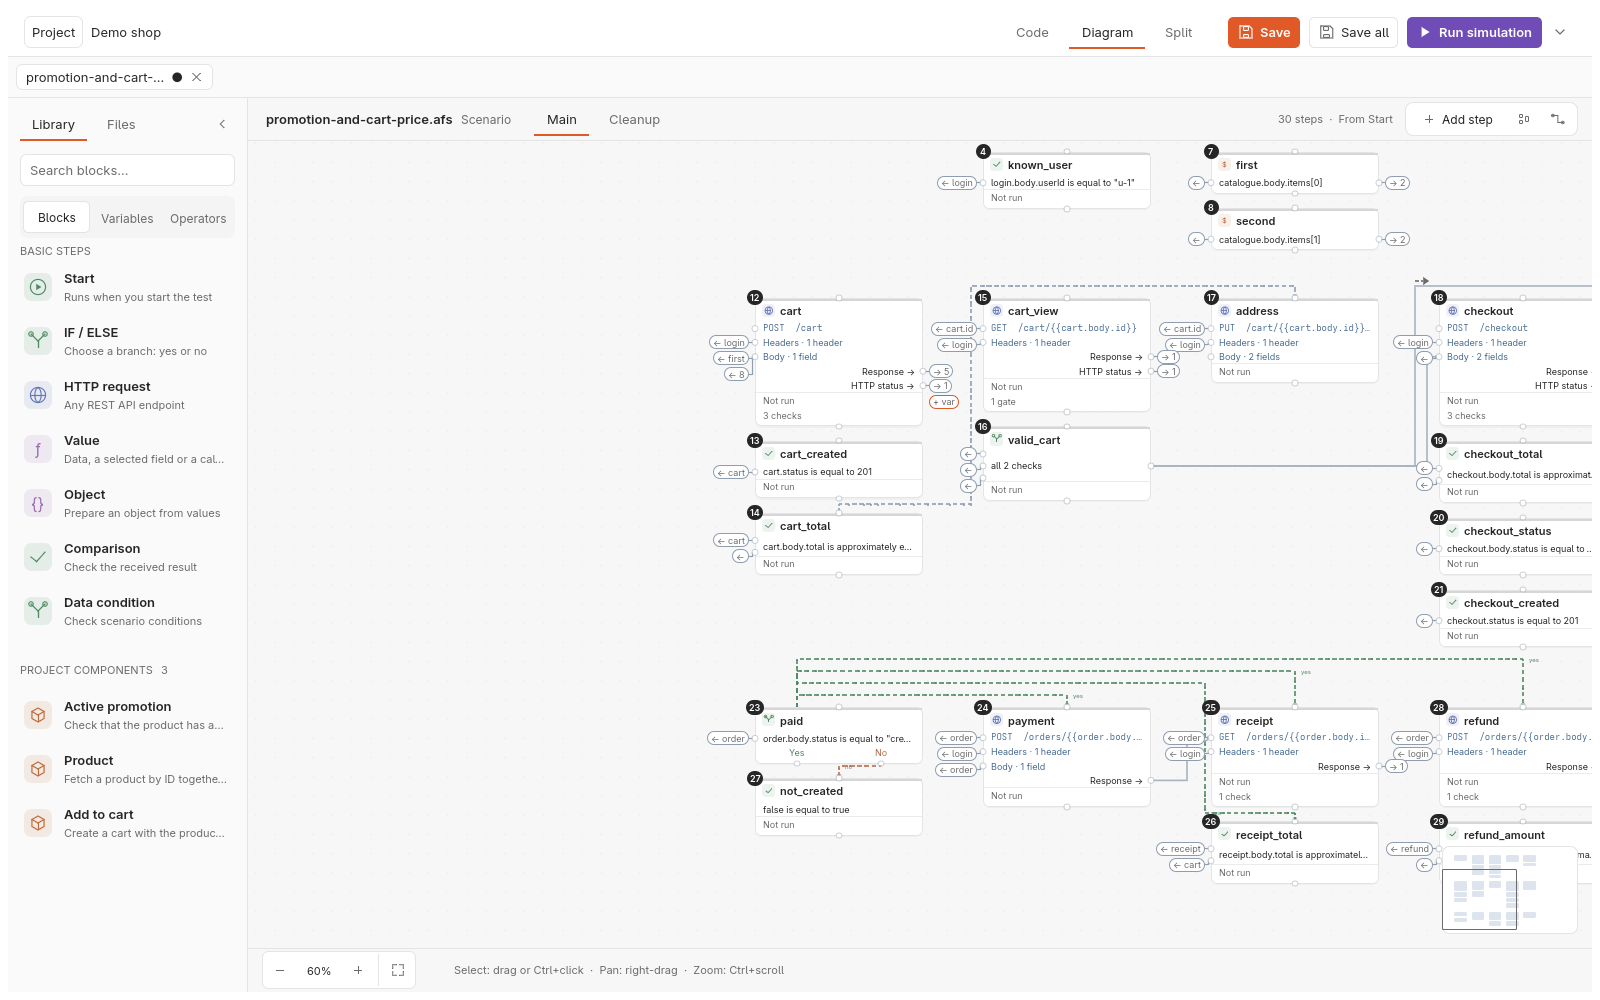 Project Demo shop
Code Diagram Split Save Save all Run simulation
promotion-and-cart-...
Library Files
promotion-and-cart-price.afs Scenario Main Cleanup
30 steps · From Start
Add step
Search blocks...
Blocks Variables Operators
BASIC STEPS
Start
Runs when you start the test
IF / ELSE
Choose a branch: yes or no
HTTP request
Any REST API endpoint
Value
Data, a selected field or a cal...
Object
Prepare an object from values
Comparison
Check the received result
Data condition
Check scenario conditions
PROJECT COMPONENTS 3
Active promotion
Check that the product has a...
Product
Fetch a product by ID togethe...
Add to cart
Create a cart with the produc...
4
known_user
← login
login.body.userId is equal to "u-1"
Not run
7
first
←
catalogue.body.items[0]
→ 2
Not run
8
second
←
catalogue.body.items[1]
→ 2
12
cart
POST /cart
← login
Headers · 1 header
← first
Body · 1 field
← 8
Response → → 5
HTTP status → → 1
+ var
Not run
3 checks
13
cart_created
← cart
cart.status is equal to 201
Not run
14
cart_total
← cart
cart.body.total is approximately e...
←
Not run
15
cart_view
← cart.id
GET /cart/{{cart.body.id}}
← login
Headers · 1 header
Response → → 1
HTTP status → → 1
Not run
1 gate
16
valid_cart
←
all 2 checks
←
←
Not run
17
address
← cart.id
PUT /cart/{{cart.body.id}}...
← login
Headers · 1 header
Body · 2 fields
Not run
18
checkout
POST /checkout
← login
Headers · 1 header
←
Body · 2 fields
Response
HTTP status
Not run
3 checks
19
checkout_total
←
checkout.body.total is approximat...
←
Not run
20
checkout_status
←
checkout.body.status is equal to ...
Not run
21
checkout_created
←
checkout.status is equal to 201
Not run
yes
yes
yes
23
paid
← order
order.body.status is equal to "cre...
Yes No
no
27
not_created
false is equal to true
Not run
24
payment
← order
POST /orders/{{order.body....
← login
Headers · 1 header
← order
Body · 1 field
Response →
Not run
25
receipt
← order
GET /orders/{{order.body.i...
← login
Headers · 1 header
Response → → 1
Not run
1 check
26
receipt_total
← receipt
receipt.body.total is approximatel...
← cart
Not run
28
refund
← order
POST /orders/{{order.body.
← login
Headers · 1 header
Response
Not run
1 check
29
refund_amount
← refund
←
ma...
60%
Select: drag or Ctrl+click · Pan: right-drag · Zoom: Ctrl+scroll